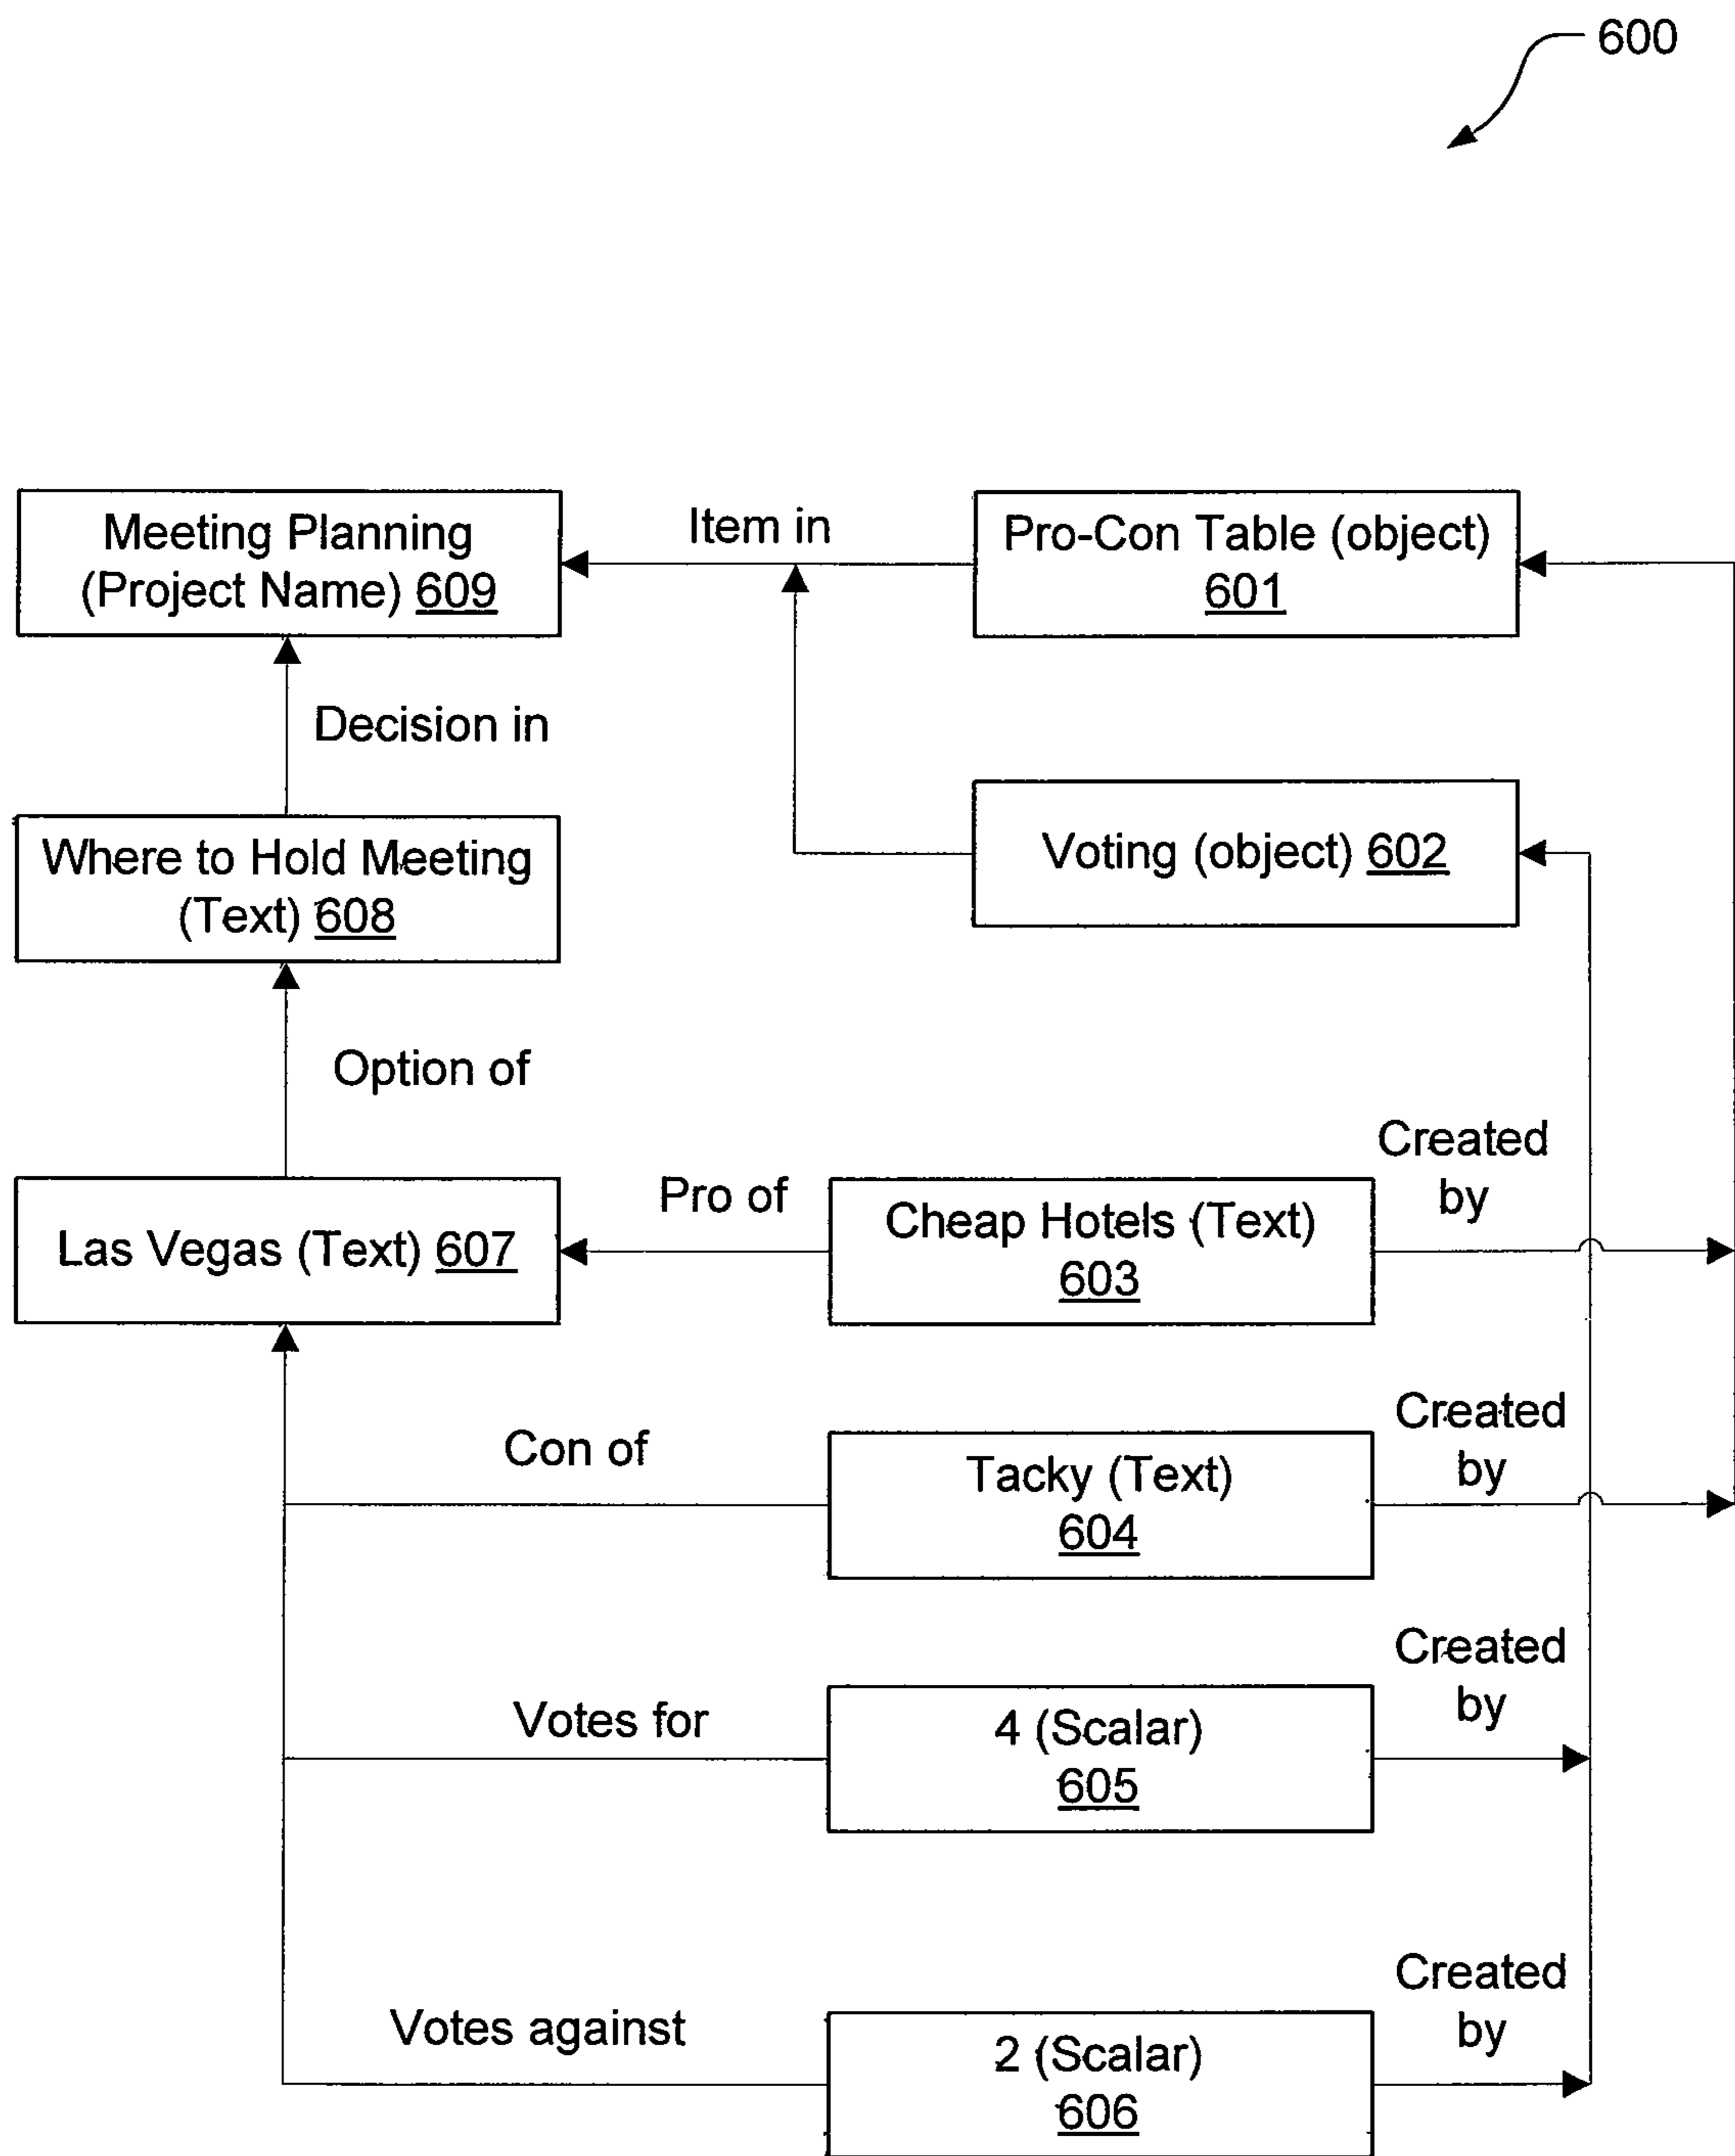 600
Meeting Planning
(Project Name) 609
Item in
Pro-Con Table (object)
601
Decision in
Where to Hold Meeting
(Text) 608
Voting (object) 602
Option of
Las Vegas (Text) 607
Pro of
Cheap Hotels (Text)
603
Created
by
Con of
Tacky (Text)
604
Created
by
Votes for
4 (Scalar)
605
Created
by
Votes against
2 (Scalar)
606
Created
by